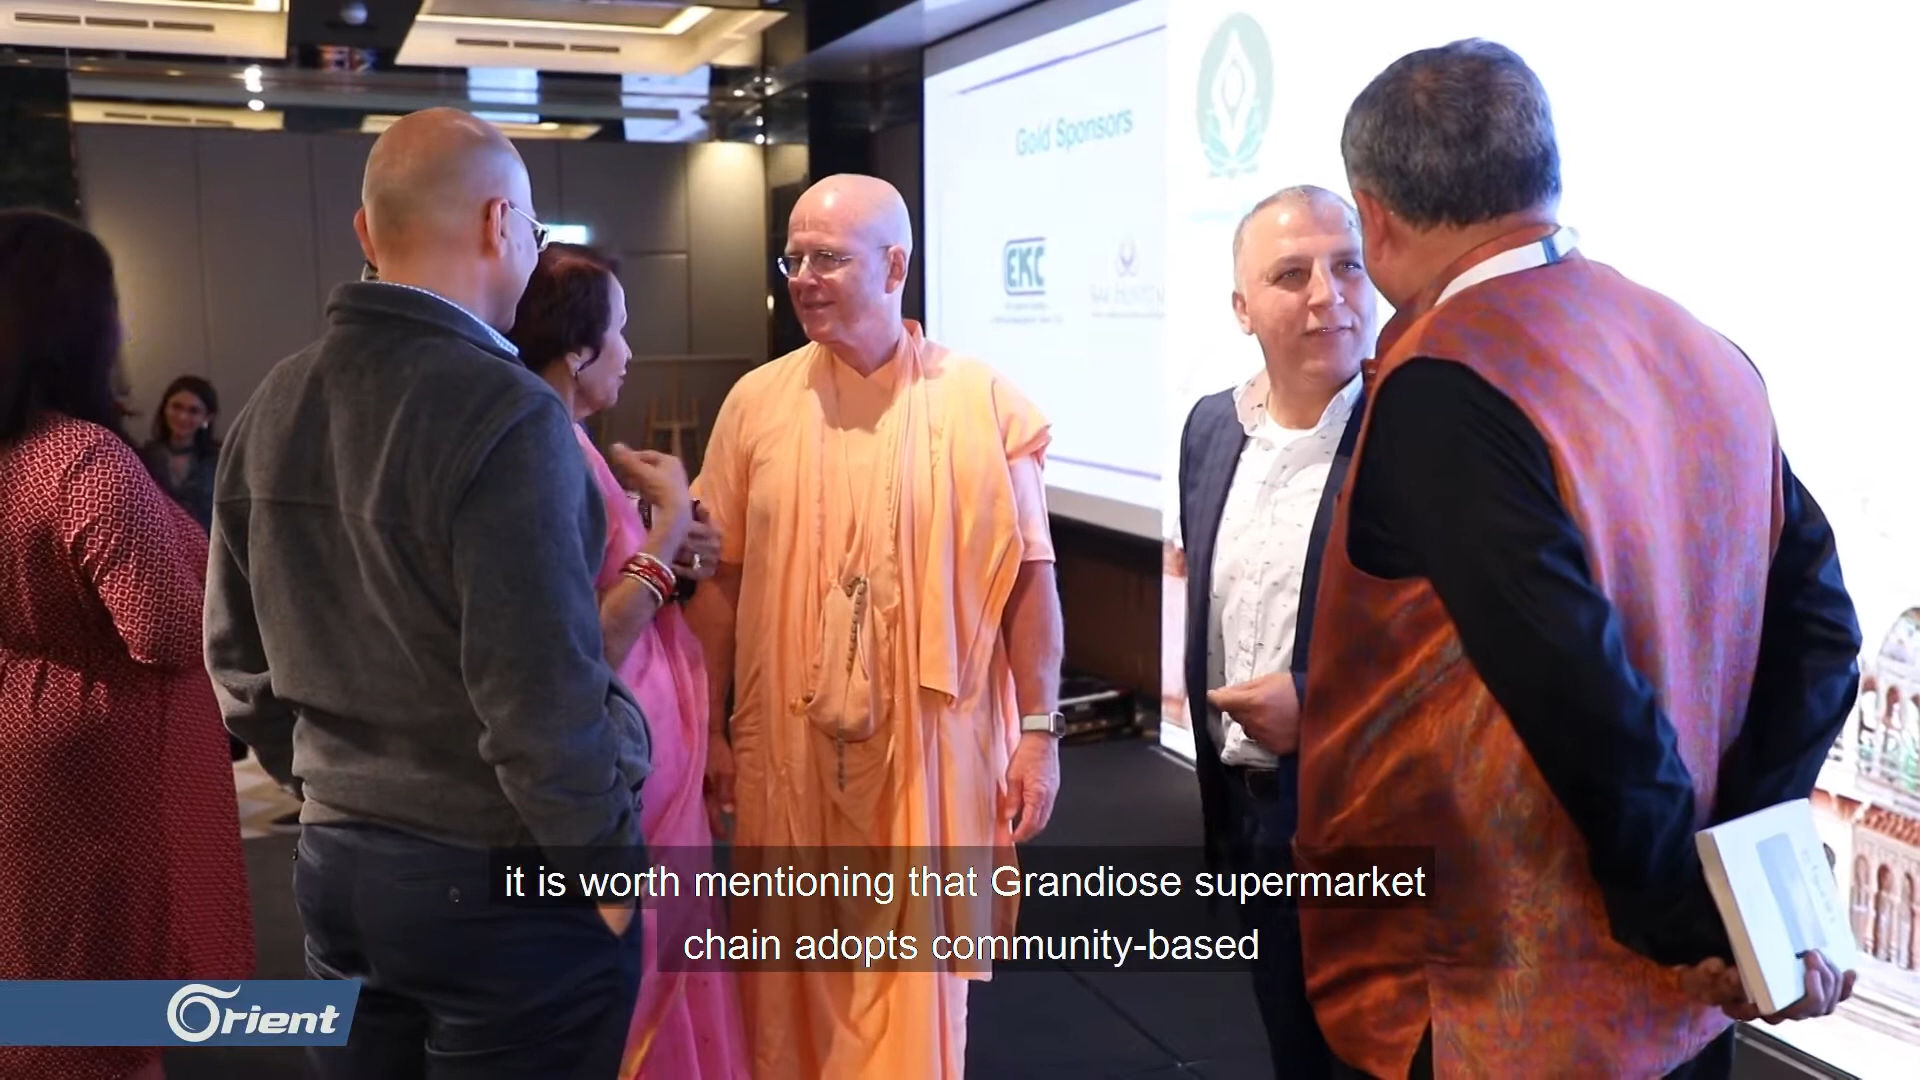 Gold Sponsors
EKC
it is worth mentioning that Grandiose supermarket
chain adopts community-based
Orient